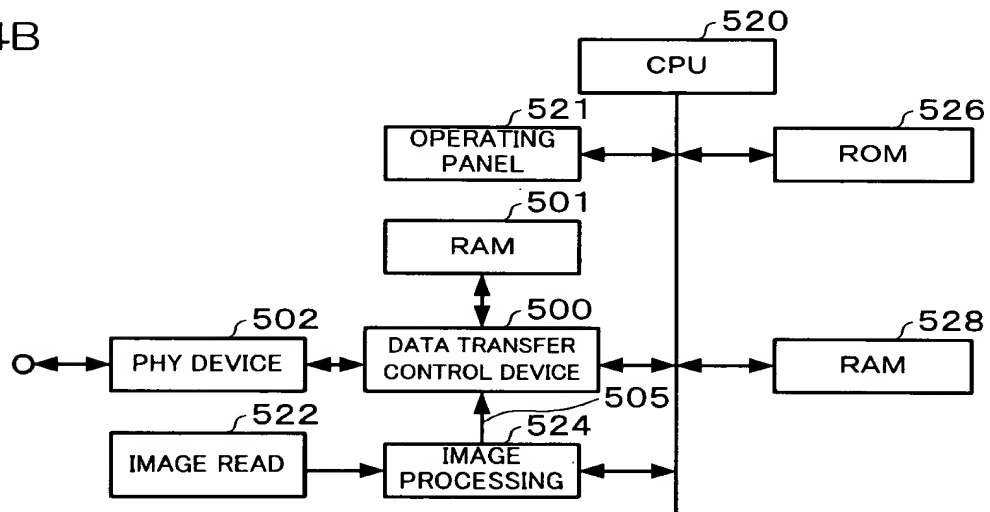 4B
520
CPU
521
OPERATING
PANEL
526
ROM
501
RAM
502
PHY DEVICE
500
DATA TRANSFER
CONTROL DEVICE
528
RAM
505
522
IMAGE READ
524
IMAGE
PROCESSING